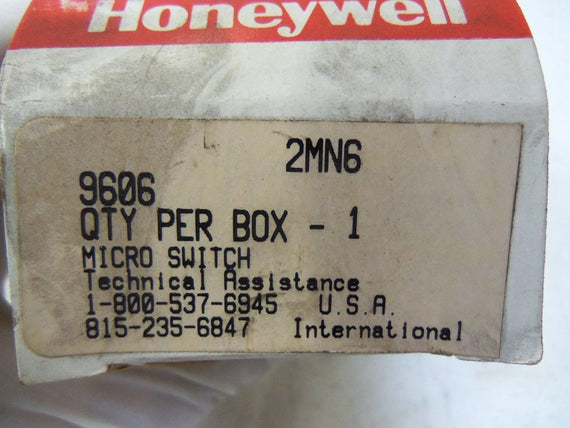 Honeywell
2MN6
9606
QTY PER BOX - 1
MICRO SWITCH
Technical Assistance
1-800-537-6945 U.S.A.
815-235-6847 International